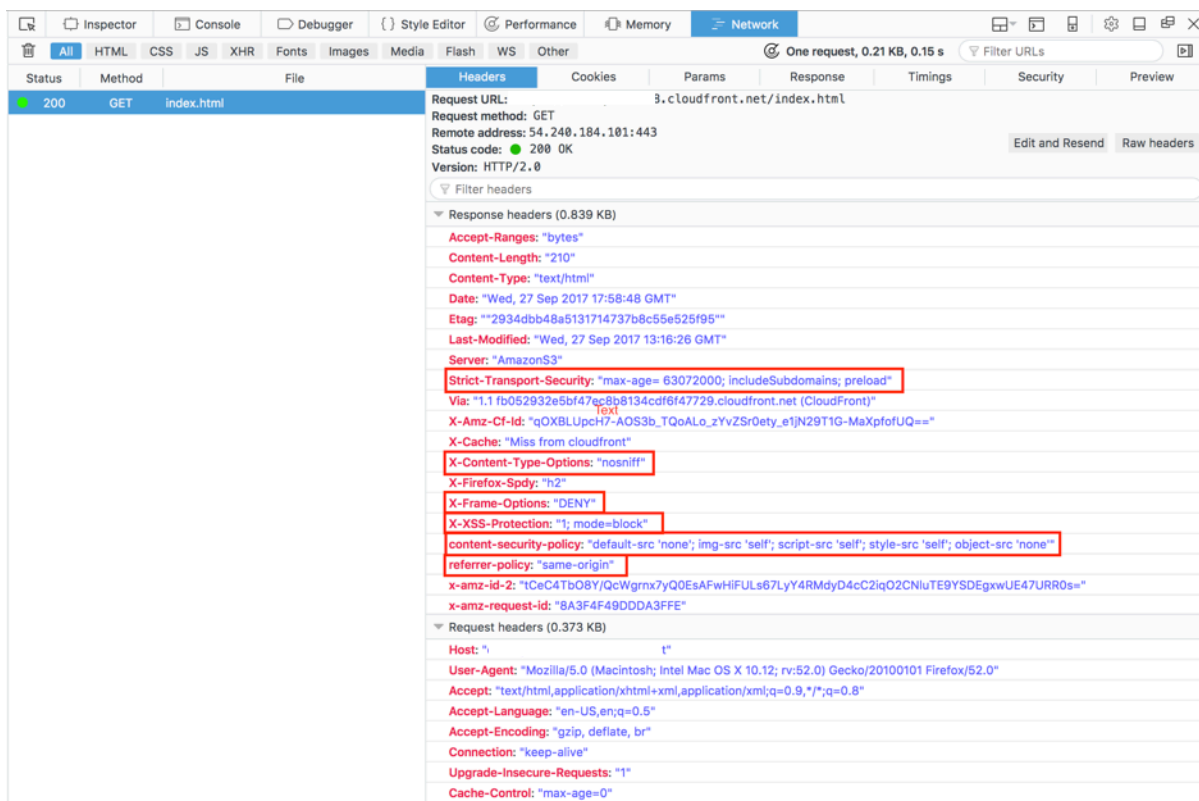 Inspector Console Debugger { } Style Editor Performance Memory Network
All HTML CSS JS XHR Fonts Images Media Flash WS Other One request, 0.21 KB, 0.15 s Filter URLs
Status Method File Headers Cookies Params Response Timings Security Preview
200 GET index.html
Request URL: 3.cloudfront.net/index.html
Request method: GET
Remote address: 54.240.184.101:443
Status code: 200 OK Edit and Resend Raw headers
Version: HTTP/2.0
Filter headers
Response headers (0.839 KB)
Accept-Ranges: "bytes"
Content-Length: "210"
Content-Type: "text/html"
Date: "Wed, 27 Sep 2017 17:58:48 GMT"
Etag: ""2934dbb48a5131714737b8c55e525f95""
Last-Modified: "Wed, 27 Sep 2017 13:16:26 GMT"
Server: "AmazonS3"
Strict-Transport-Security: "max-age= 63072000; includeSubdomains; preload"
Via: "1.1 fb052932e5bf47ec8b8134cdf6f47729.cloudfront.net (CloudFront)"
Text
X-Amz-Cf-Id: "qOXBLUpcH7-AOS3b_TQoALo_zYvZSr0ety_e1jN29T1G-MaXpfofUQ=="
X-Cache: "Miss from cloudfront"
X-Content-Type-Options: "nosniff"
X-Firefox-Spdy: "h2"
X-Frame-Options: "DENY"
X-XSS-Protection: "1; mode=block"
content-security-policy: "default-src 'none'; img-src 'self'; script-src 'self'; style-src 'self'; object-src 'none'"
referrer-policy: "same-origin"
x-amz-id-2: "tCeC4TbO8Y/QcWgrnx7yQ0EsAFwHiFULs67LyY4RMdyD4cC2iqO2CNluTE9YSDEgxwUE47URR0s="
x-amz-request-id: "8A3F4F49DDDA3FFE"
Request headers (0.373 KB)
Host: " t"
User-Agent: "Mozilla/5.0 (Macintosh; Intel Mac OS X 10.12; rv:52.0) Gecko/20100101 Firefox/52.0"
Accept: "text/html,application/xhtml+xml,application/xml;q=0.9,*/*;q=0.8"
Accept-Language: "en-US,en;q=0.5"
Accept-Encoding: "gzip, deflate, br"
Connection: "keep-alive"
Upgrade-Insecure-Requests: "1"
Cache-Control: "max-age=0"